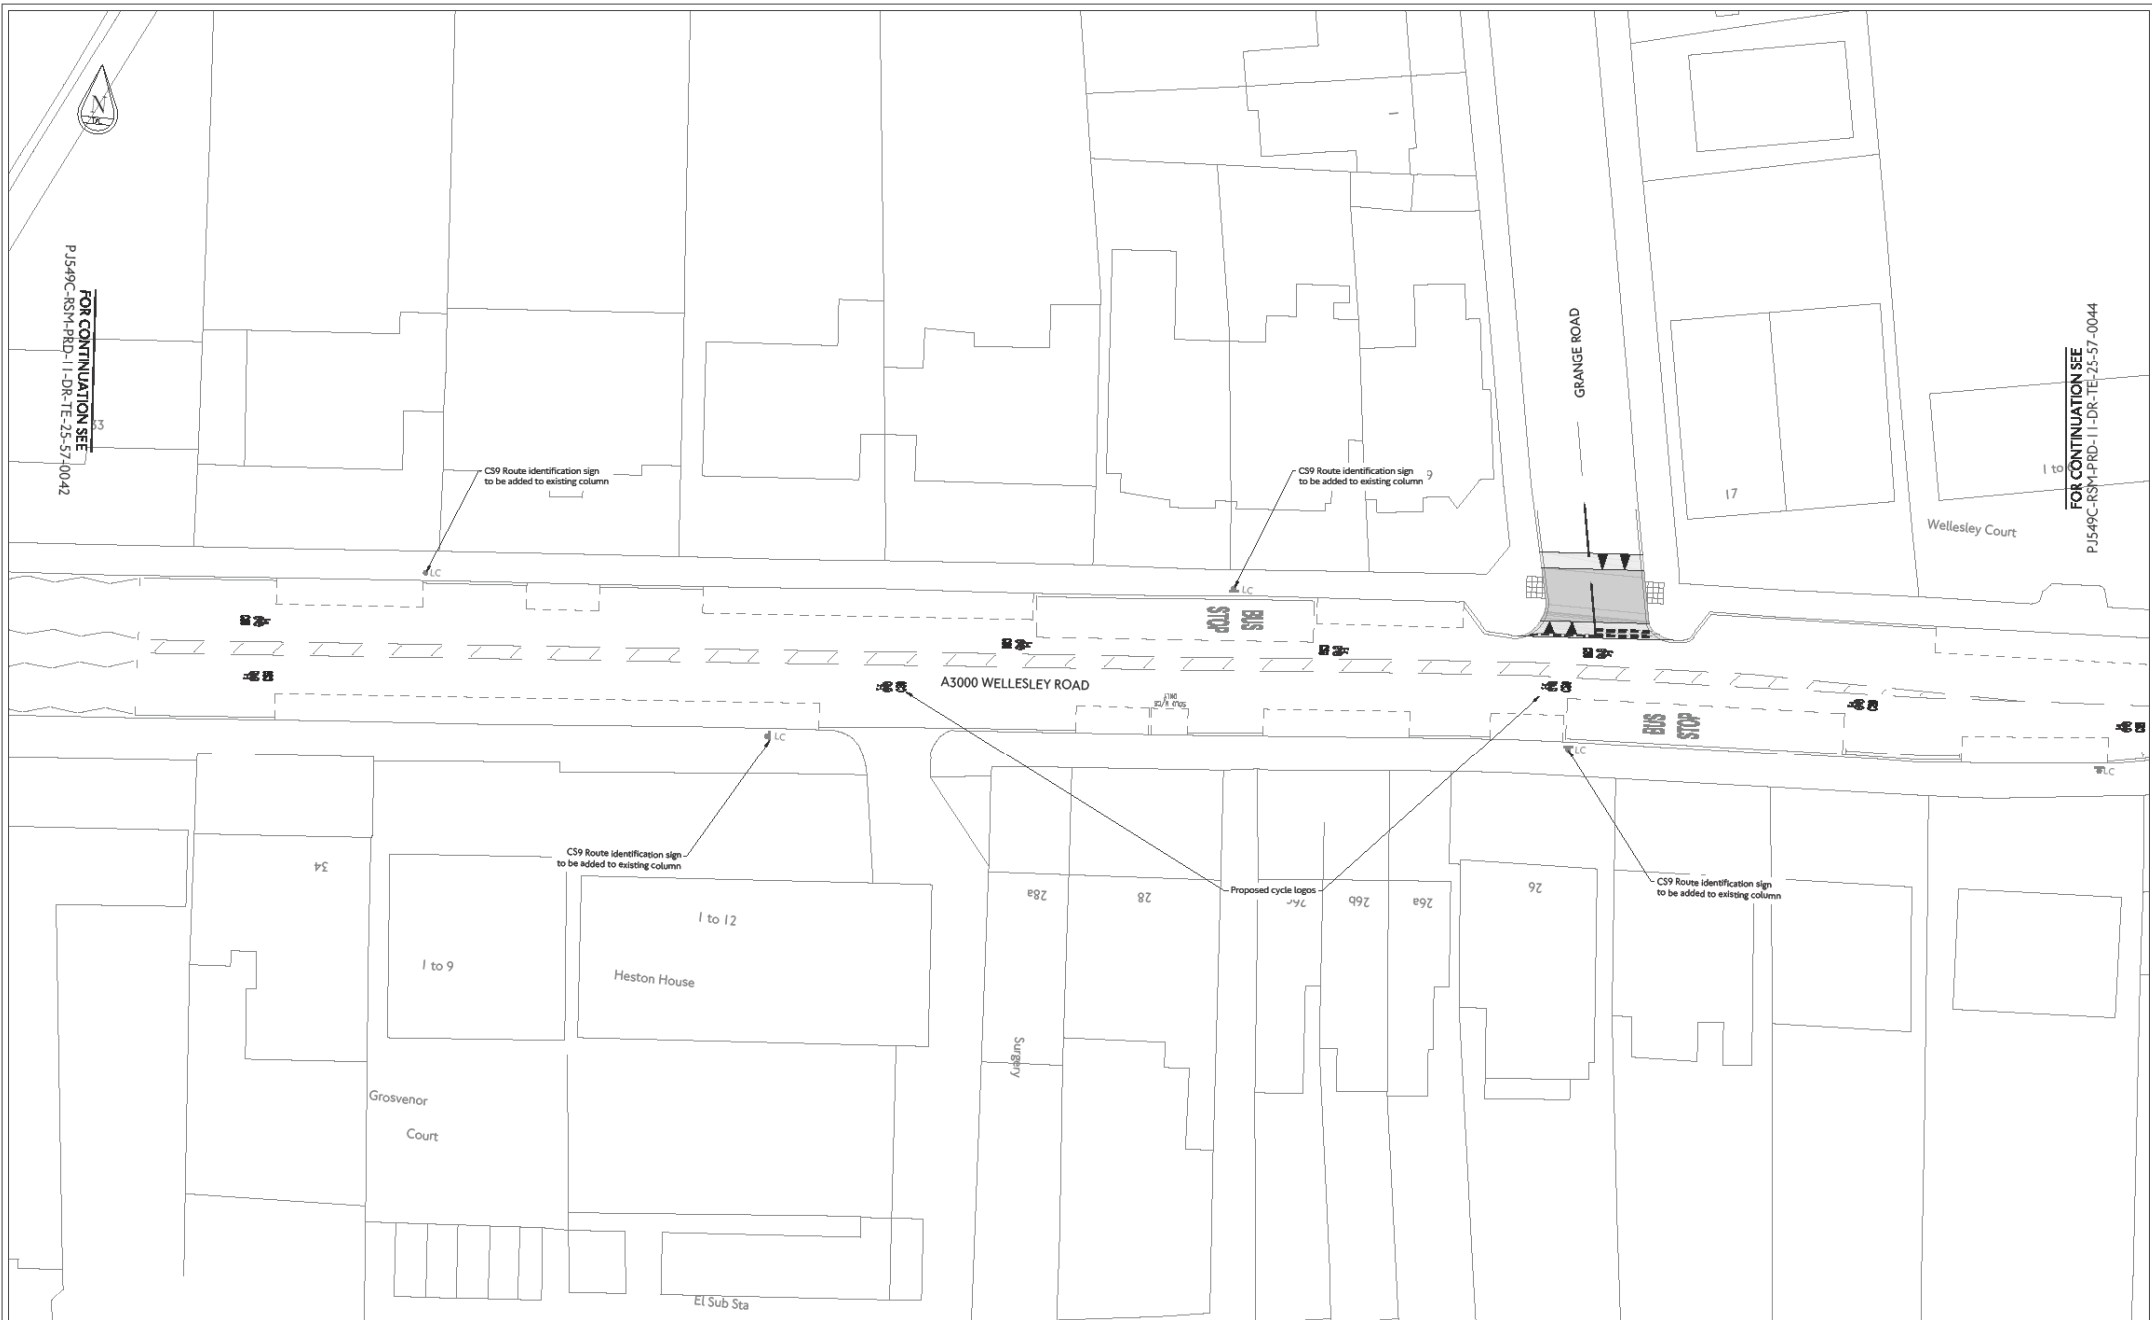 N
FOR CONTINUATION SEE
PJ549C-RSM-PRD-11-DR-TE-25-57-0042
33
1
GRANGE ROAD
FOR CONTINUATION SEE
PJ549C-RSM-PRD-11-DR-TE-25-57-0044
CS9 Route identification sign
to be added to existing column
CS9 Route identification sign
to be added to existing column
9
17
1 to
Wellesley Court
LC
LC
BUS
STOP
A3000 WELLESLEY ROAD
BUS
STOP
LC
LC
LC
CS9 Route identification sign
to be added to existing column
34
1 to 9
1 to 12
Heston House
28a
28
Proposed cycle logos
26b
26a
26
CS9 Route identification sign
to be added to existing column
Surgery
Grosvenor
Court
El Sub Sta